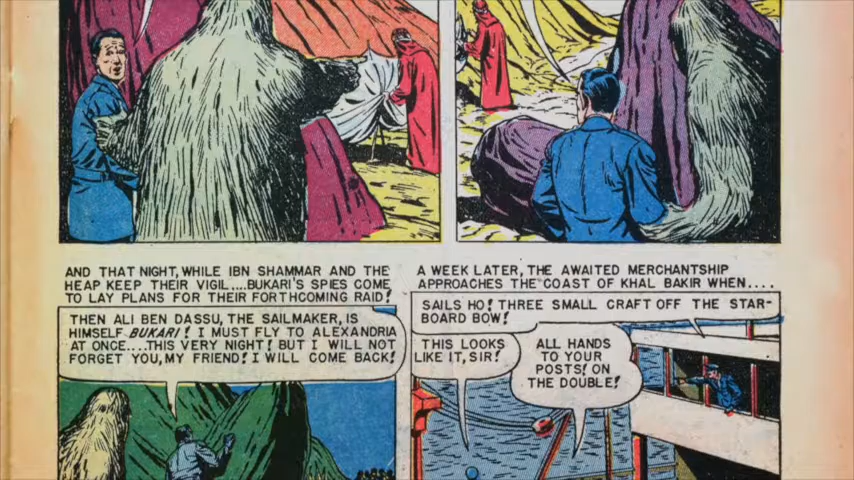 AND THAT NIGHT, WHILE IBN SHAMMAR AND THE
HEAP KEEP THEIR VIGIL....BUKARI'S SPIES COME
TO LAY PLANS FOR THEIR FORTHCOMING RAID!
THEN ALI BEN DASSU, THE SAILMAKER, IS
HIMSELF BUKARI! I MUST FLY TO ALEXANDRIA
AT ONCE....THIS VERY NIGHT! BUT I WILL NOT
FORGET YOU, MY FRIEND! I WILL COME BACK!
A WEEK LATER, THE AWAITED MERCHANTSHIP
APPROACHES THE COAST OF KHAL BAKIR WHEN....
SAILS HO! THREE SMALL CRAFT OFF THE STAR-
BOARD BOW!
THIS LOOKS
LIKE IT, SIR!
ALL HANDS
TO YOUR
POSTS! ON
THE DOUBLE!